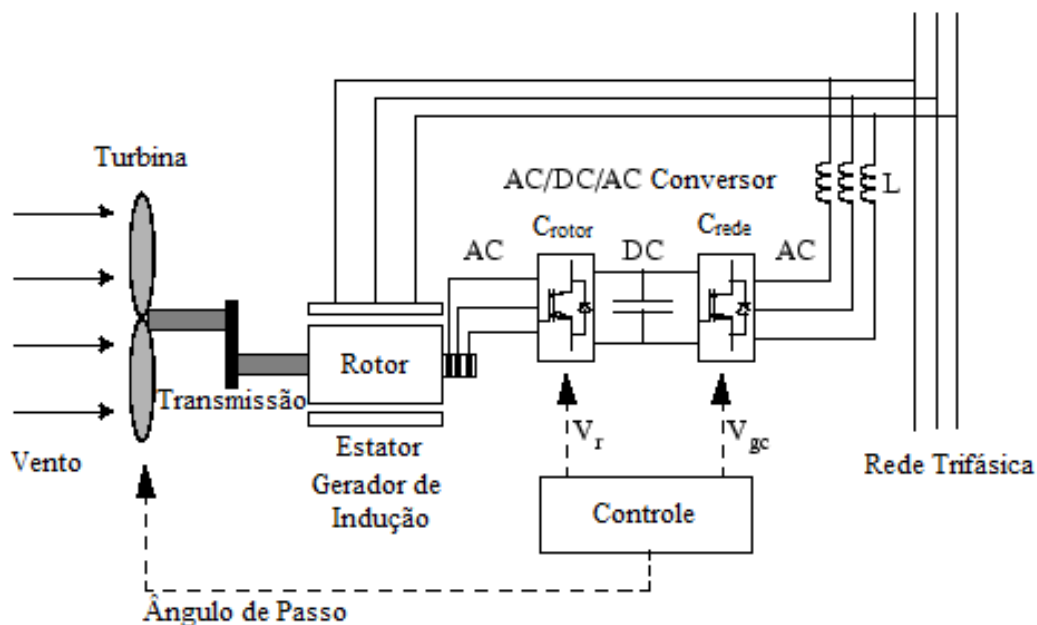 Turbina
AC/DC/AC Conversor
L
Crotor
Crede
AC
DC
AC
Rotor
Transmissão
Estator
Vento
Gerador de
Indução
Vr
Vgc
Rede Trifásica
Controle
Ângulo de Passo